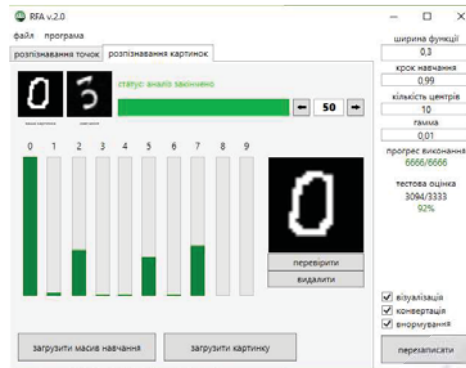 RFA v.2.0
файл програма
розпізнавання точок розпізнавання картинок
статус: аналіз закінчено
50
0 1 2 3 4 5 6 7 8 9
перевірити
видалити
загрузити масив навчання
загрузити картинку
ширина функції
0,3
крок навчання
0,99
кількість центрів
10
гамма
0,01
прогрес виконання
6666/6666
тестова оцінка
3094/3333
92%
візуалізація
конвертація
внормування
перезаписати